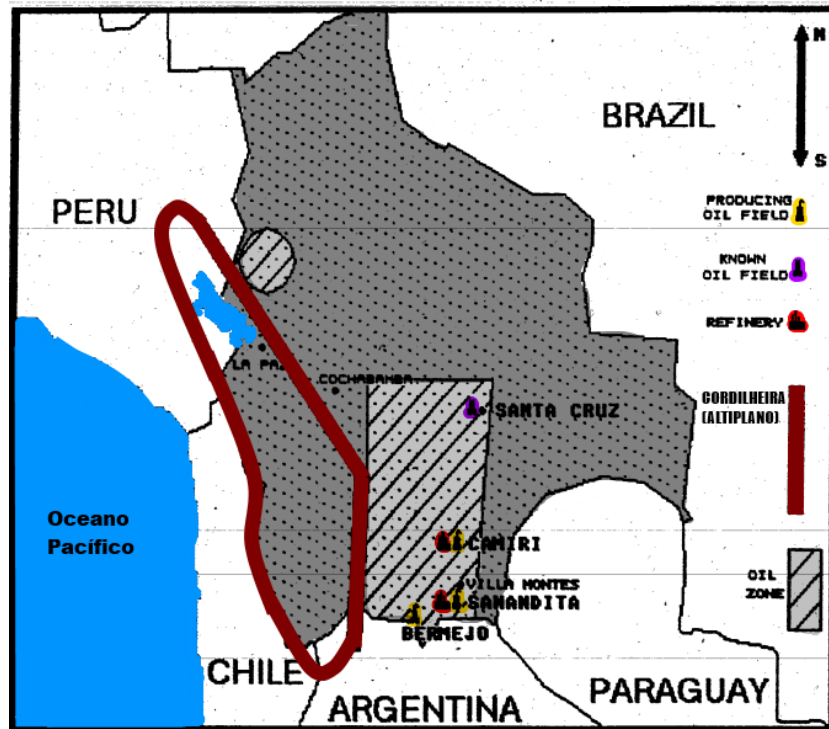 N
BRAZIL
S
PERU
PRODUCING
OIL FIELD
KNOWN
OIL FIELD
REFINERY
LA PAZ
COCHABAMBA
CORDILHEIRA
(ALTIPLANO)
SANTA CRUZ
Oceano
Pacífico
CAMIRI
OIL
ZONE
VILLA MONTES
SANANDITA
BERMEJO
CHILE
PARAGUAY
ARGENTINA